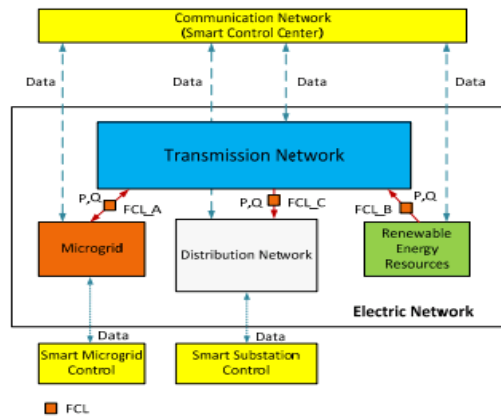 Communication Network
(Smart Control Center)
Data
Data
Data
Data
Transmission Network
P,Q
FCL_A
P,Q
FCL_C
FCL_B
P,Q
Microgrid
Distribution Network
Renewable
Energy
Resources
Electric Network
Data
Data
Smart Microgrid
Control
Smart Substation
Control
FCL